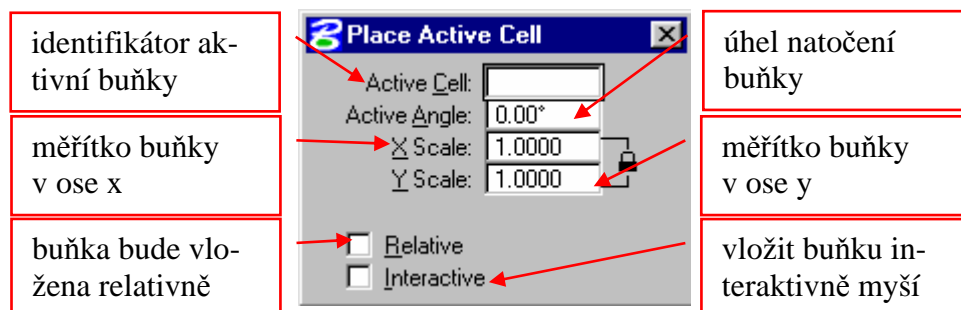 identifikátor ak-
tivní buňky
měřítko buňky
v ose x
buňka bude vlo-
žena relativně
Place Active Cell
Active Cell:
Active Angle: 0.00°
X Scale: 1.0000
Y Scale: 1.0000
Relative
Interactive
úhel natočení
buňky
měřítko buňky
v ose y
vložit buňku in-
teraktivně myší